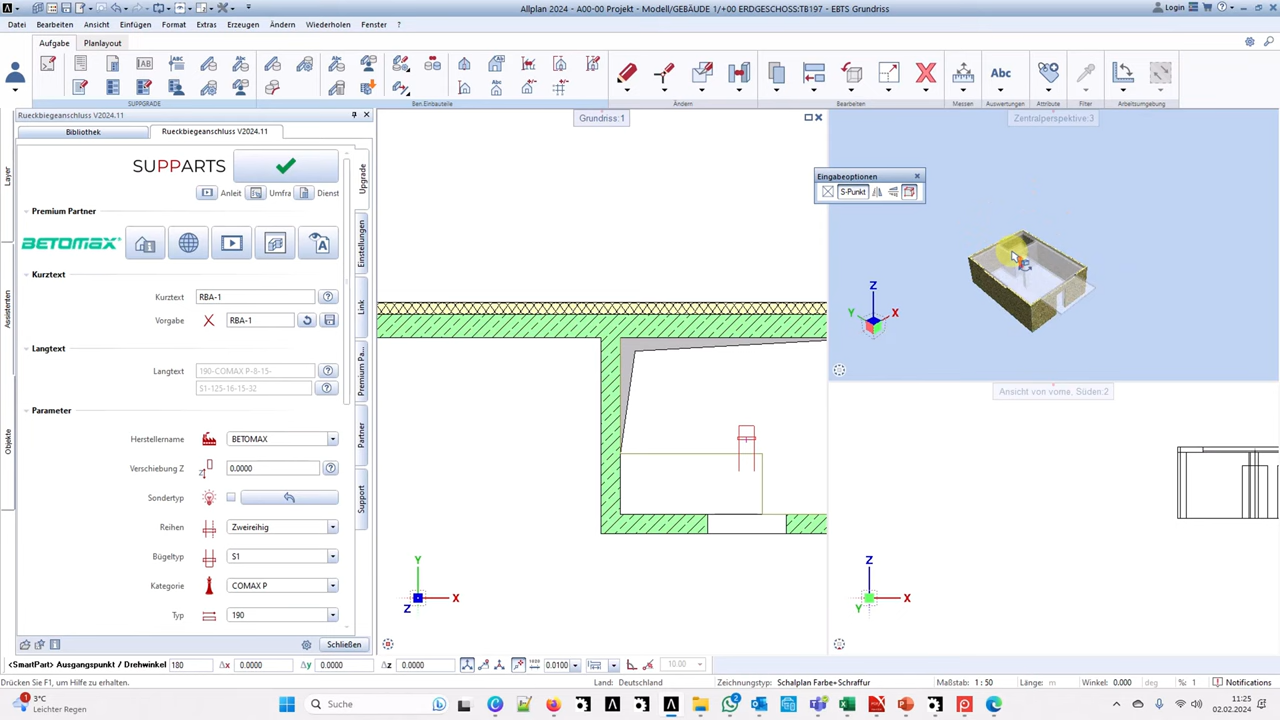 Allplan 2024 - A00-00 Projekt - Modell/GEBÄUDE 1/+00 ERDGESCHOSS:TB197 - EBTS Grundriss
Login
Datei Bearbeiten Einfügen Ansicht Format Extras Erzeugen Ändern Wiederholen Fenster ?
Aufgabe Planlayout
SUPPGRADE Ben.Einbauteile Ändern Bearbeiten Messen Auswertungen Attribute Filter Arbeitsumgebung
Rueckbiegeanschluss V2024.11
Bibliothek Rueckbiegeanschluss V2024.11
SUPPARTS
Anleit Umfra Dienst
Premium Partner
BETOMAX
Kurztext
Kurztext RBA-1
Vorgabe RBA-1
Langtext
Langtext 190-COMAX P-8-15-
S1-125-16-15-32
Parameter
Herstellername BETOMAX
Verschiebung Z 0.0000
Sondertyp
Reihen Zweireihig
Bügeltyp S1
Kategorie COMAX P
Typ 190
Schließen
Layer
Assistenten
Objekte
Upgrade
Einstellungen
Link
Premium Pa...
Partner
Support
Grundriss:1
Y
Z X
Eingabeoptionen
S-Punkt
Zentralperspektive:3
Z
Y X
Ansicht von vorne, Süden:2
Z
Y X
<SmartPart> Ausgangspunkt / Drehwinkel 180 Δx 0.0000 Δy 0.0000 Δz 0.0000 0.0100 10.00
Drücken Sie F1, um Hilfe zu erhalten. Land: Deutschland Zeichnungstyp: Schalplan Farbe+Schraffur Maßstab: 1 : 50 Länge: m Winkel: 0.000 deg %: 1 Notifications
3°C
Leichter Regen
Suche
11:25
02.02.2024